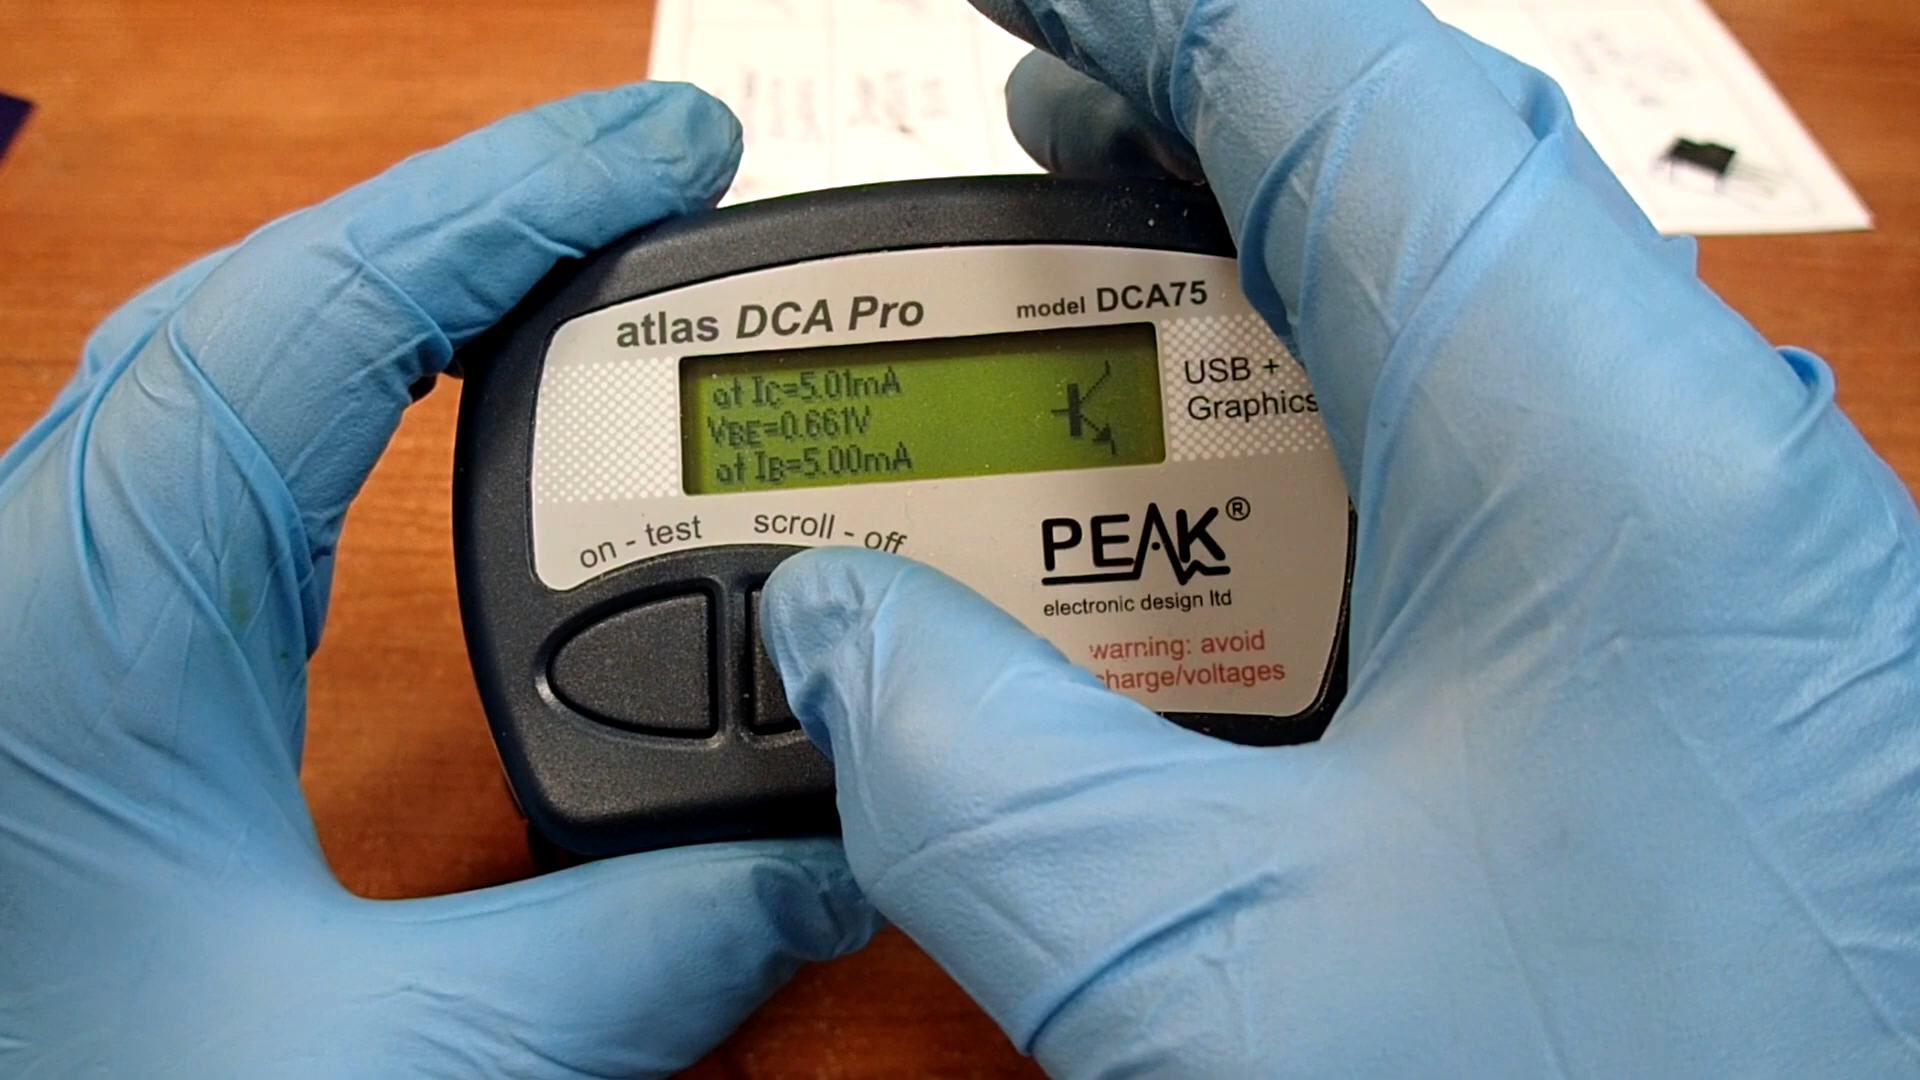 atlas DCA Pro
model DCA75
at IC=5.01mA
VBE=0.661V
at IB=5.00mA
USB +
Graphics
on - test
scroll - off
PEAK®
electronic design ltd
warning: avoid
charge/voltages